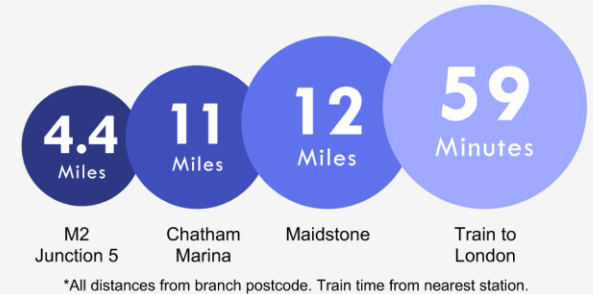 4.4
Miles
11
Miles
12
Miles
59
Minutes
M2
Junction 5
Chatham
Marina
Maidstone
Train to
London
*All distances from branch postcode. Train time from nearest station.